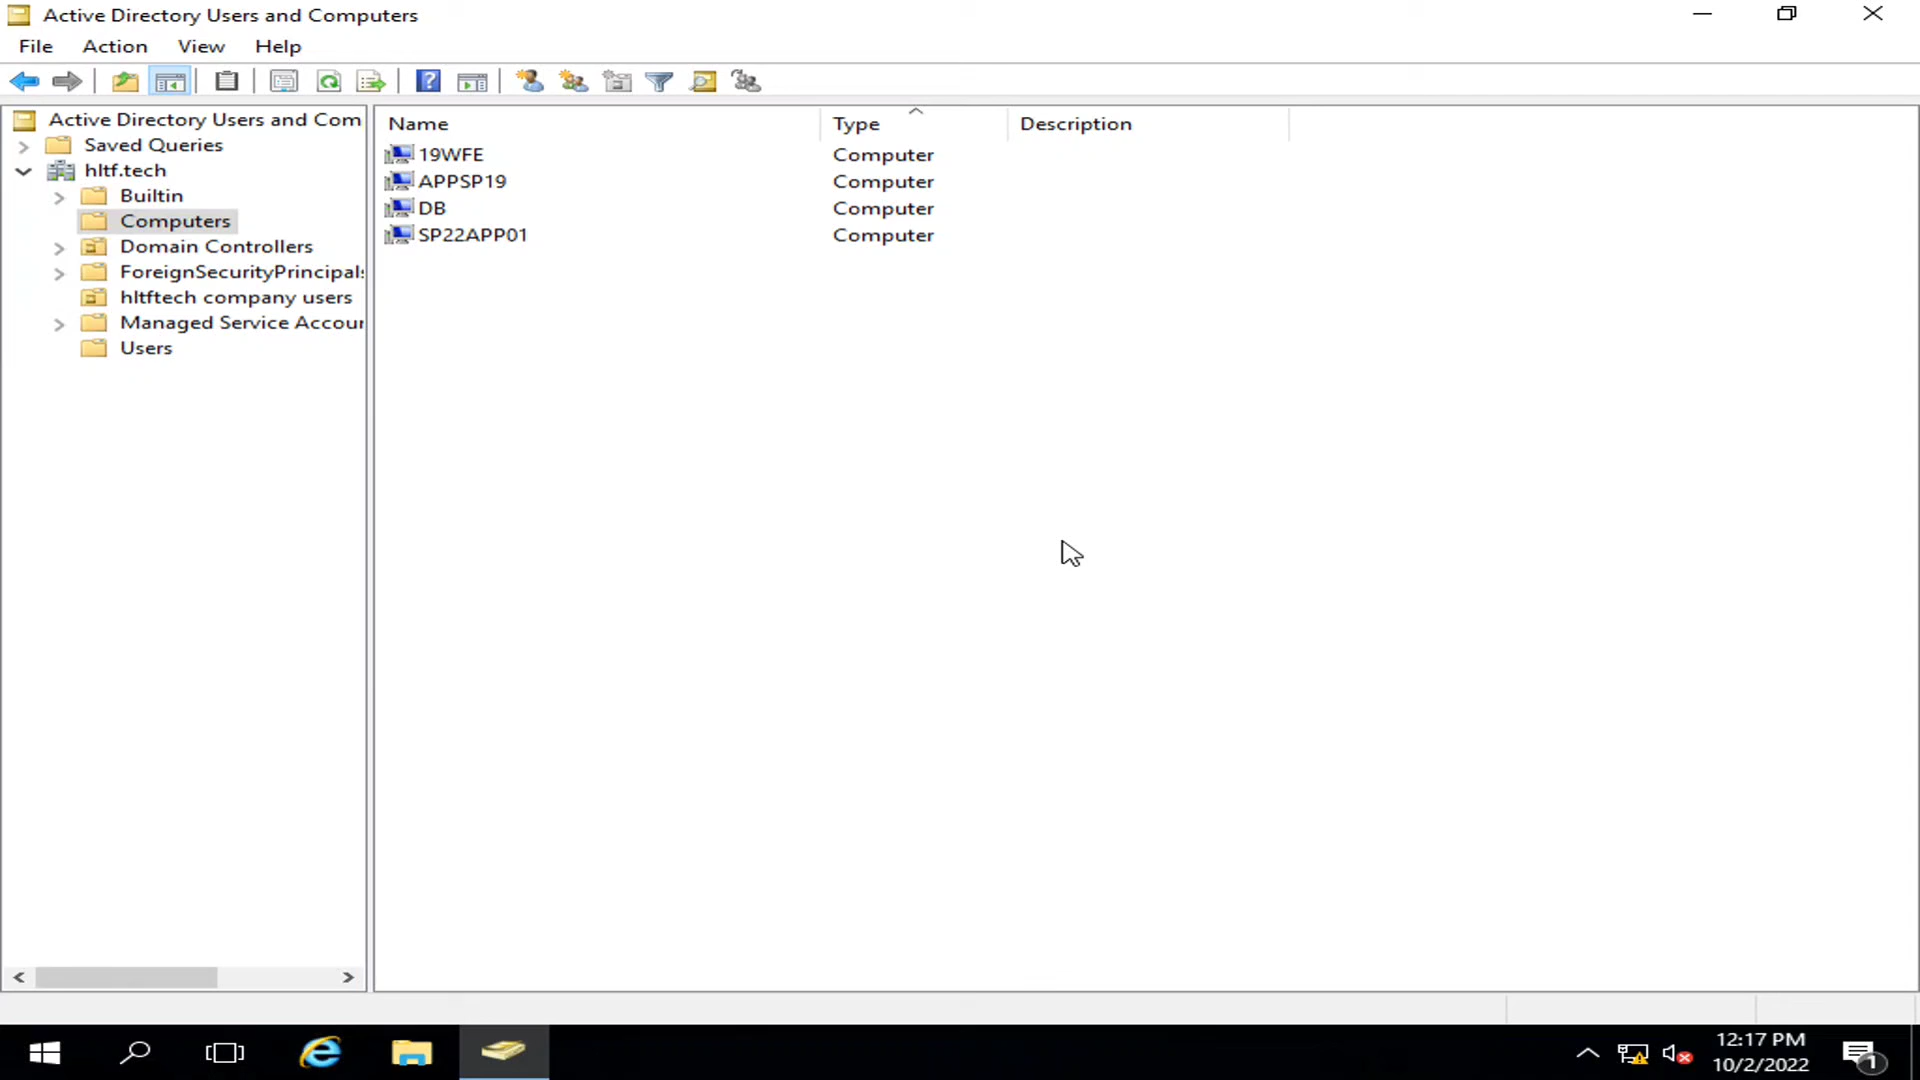 Active Directory Users and Computers
File Action View Help
Active Directory Users and Com
Saved Queries
hltf.tech
Builtin
Computers
Domain Controllers
ForeignSecurityPrincipals
hltftech company users
Managed Service Accour
Users
Name Type Description
19WFE Computer
APPSP19 Computer
DB Computer
SP22APP01 Computer
12:17 PM
10/2/2022
1